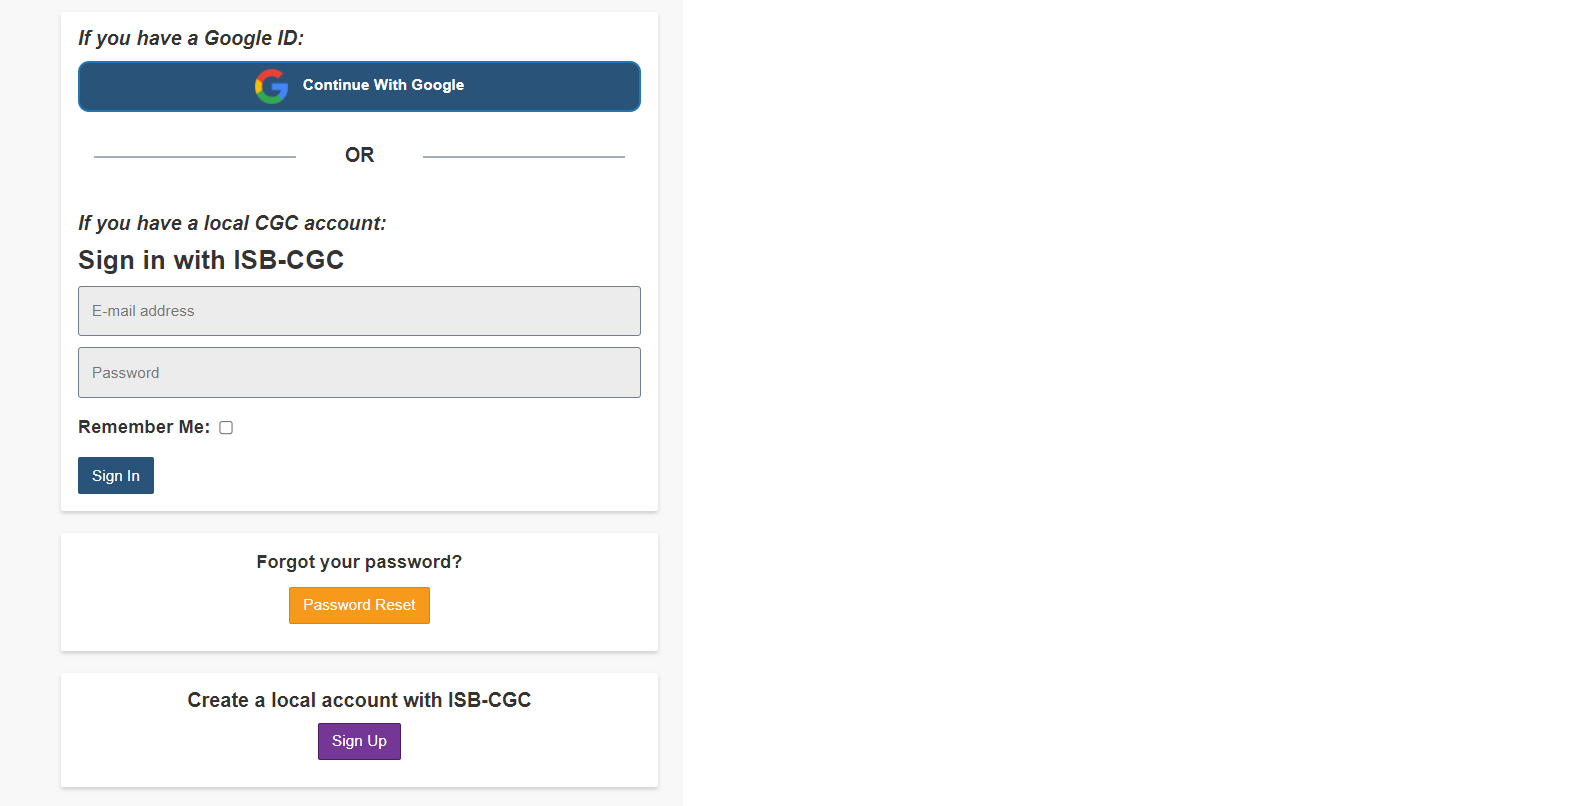 If you have a Google ID:
Continue With Google
OR
If you have a local CGC account:
Sign in with ISB-CGC
E-mail address
Password
Remember Me:
Sign In
Forgot your password?
Password Reset
Create a local account with ISB-CGC
Sign Up